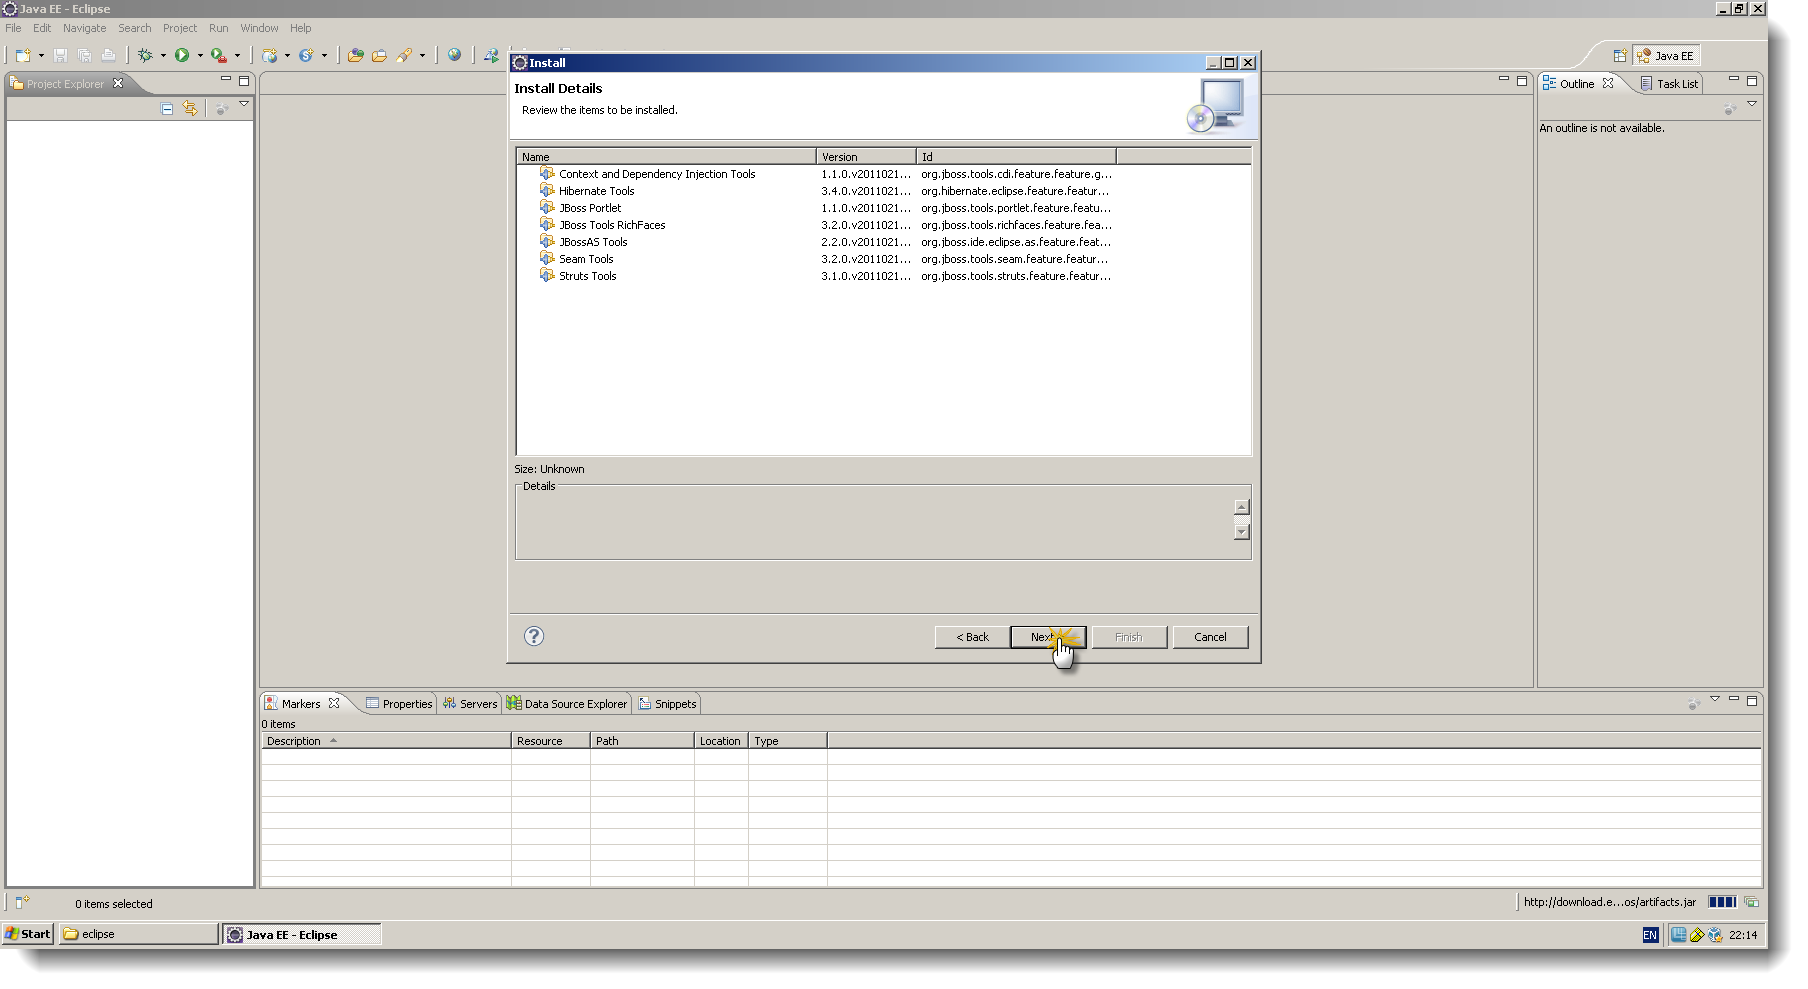 Java EE - Eclipse
File Edit Navigate Search Project Run Window Help
Java EE
Project Explorer
Outline
Task List
An outline is not available.
Install
Install Details
Review the items to be installed.
Name Version Id
Context and Dependency Injection Tools 1.1.0.v2011021... org.jboss.tools.cdi.feature.feature.g...
Hibernate Tools 3.4.0.v2011021... org.hibernate.eclipse.feature.featur...
JBoss Portlet 1.1.0.v2011021... org.jboss.tools.portlet.feature.featu...
JBoss Tools RichFaces 3.2.0.v2011021... org.jboss.tools.richfaces.feature.fea...
JBossAS Tools 2.2.0.v2011021... org.jboss.ide.eclipse.as.feature.feat...
Seam Tools 3.2.0.v2011021... org.jboss.tools.seam.feature.featur...
Struts Tools 3.1.0.v2011021... org.jboss.tools.struts.feature.featur...
Size: Unknown
Details
< Back Next Finish Cancel
Markers Properties Servers Data Source Explorer Snippets
0 items
Description Resource Path Location Type
0 items selected
http://download.e...os/artifacts.jar
Start eclipse Java EE - Eclipse EN 22:14